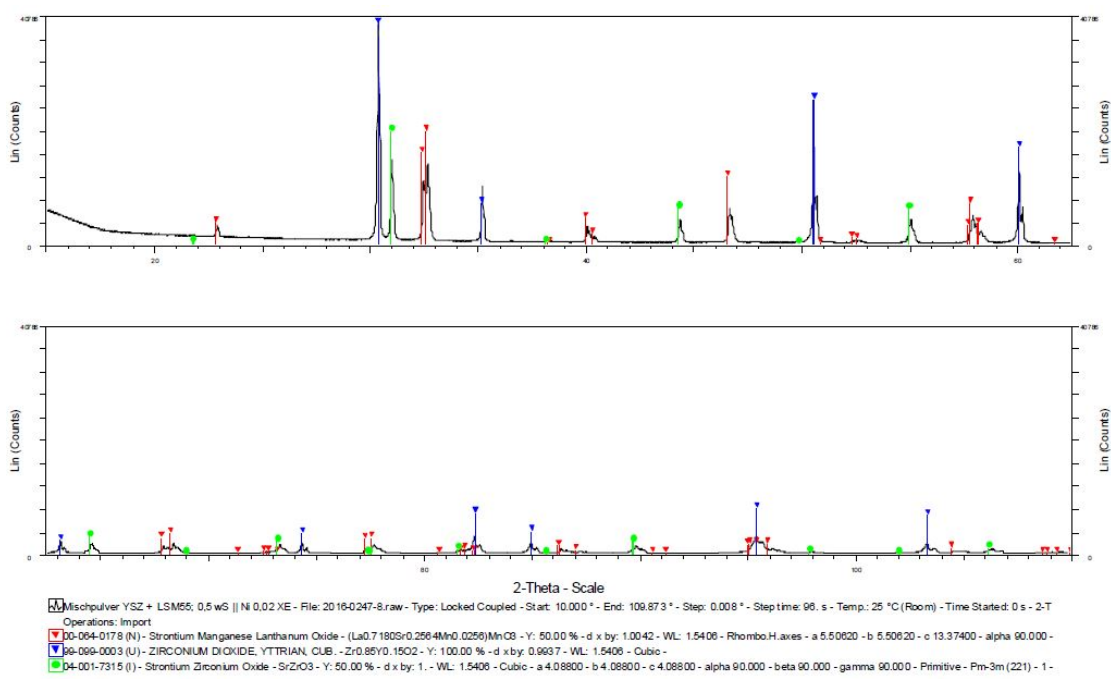 40786
40786
Lin (Counts)
Lin (Counts)
0
0
20
40
60
40786
40786
Lin (Counts)
Lin (Counts)
0
0
80
100
2-Theta - Scale
Mischpulver YSZ + LSM55; 0,5 wS || Ni 0,02 XE - File: 2016-0247-8.raw - Type: Locked Coupled - Start: 10.000 ° - End: 109.873 ° - Step: 0.008 ° - Step time: 96. s - Temp.: 25 °C (Room) - Time Started: 0 s - 2-T
Operations: Import
00-064-0178 (N) - Strontium Manganese Lanthanum Oxide - (La0.7180Sr0.2564Mn0.0256)MnO3 - Y: 50.00 % - d x by: 1.0042 - WL: 1.5406 - Rhombo.H.axes - a 5.50620 - b 5.50620 - c 13.37400 - alpha 90.000 -
99-099-0003 (U) - ZIRCONIUM DIOXIDE, YTTRIAN, CUB. - Zr0.85Y0.15O2 - Y: 100.00 % - d x by: 0.9937 - WL: 1.5406 - Cubic -
04-001-7315 (I) - Strontium Zirconium Oxide - SrZrO3 - Y: 50.00 % - d x by: 1. - WL: 1.5406 - Cubic - a 4.08800 - b 4.08800 - c 4.08800 - alpha 90.000 - beta 90.000 - gamma 90.000 - Primitive - Pm-3m (221) - 1 -